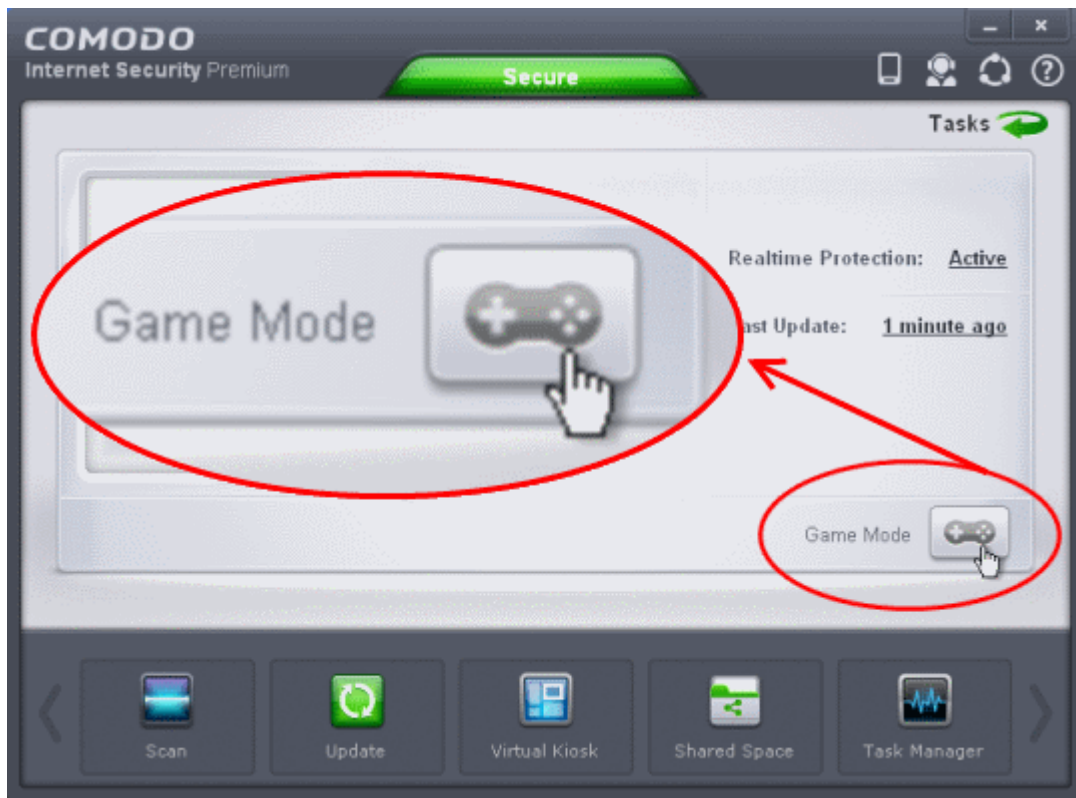 COMODO
Internet Security Premium
Secure
Tasks
Realtime Protection: Active
Game Mode
ast Update: 1 minute ago
Game Mode
Scan
Update
Virtual Kiosk
Shared Space
Task Manager